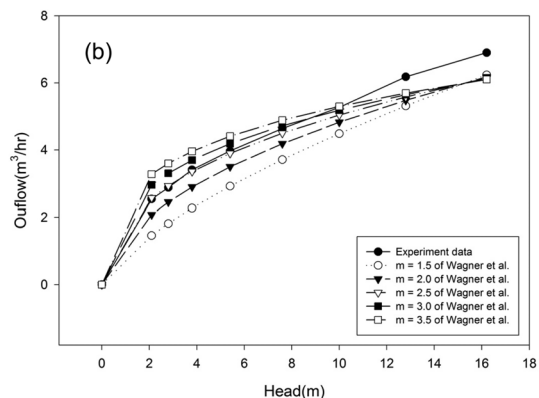 (b)
8
6
4
2
0
Ouflow(m³/hr)
0 2 4 6 8 10 12 14 16 18
Head(m)
Experiment data
m = 1.5 of Wagner et al.
m = 2.0 of Wagner et al.
m = 2.5 of Wagner et al.
m = 3.0 of Wagner et al.
m = 3.5 of Wagner et al.